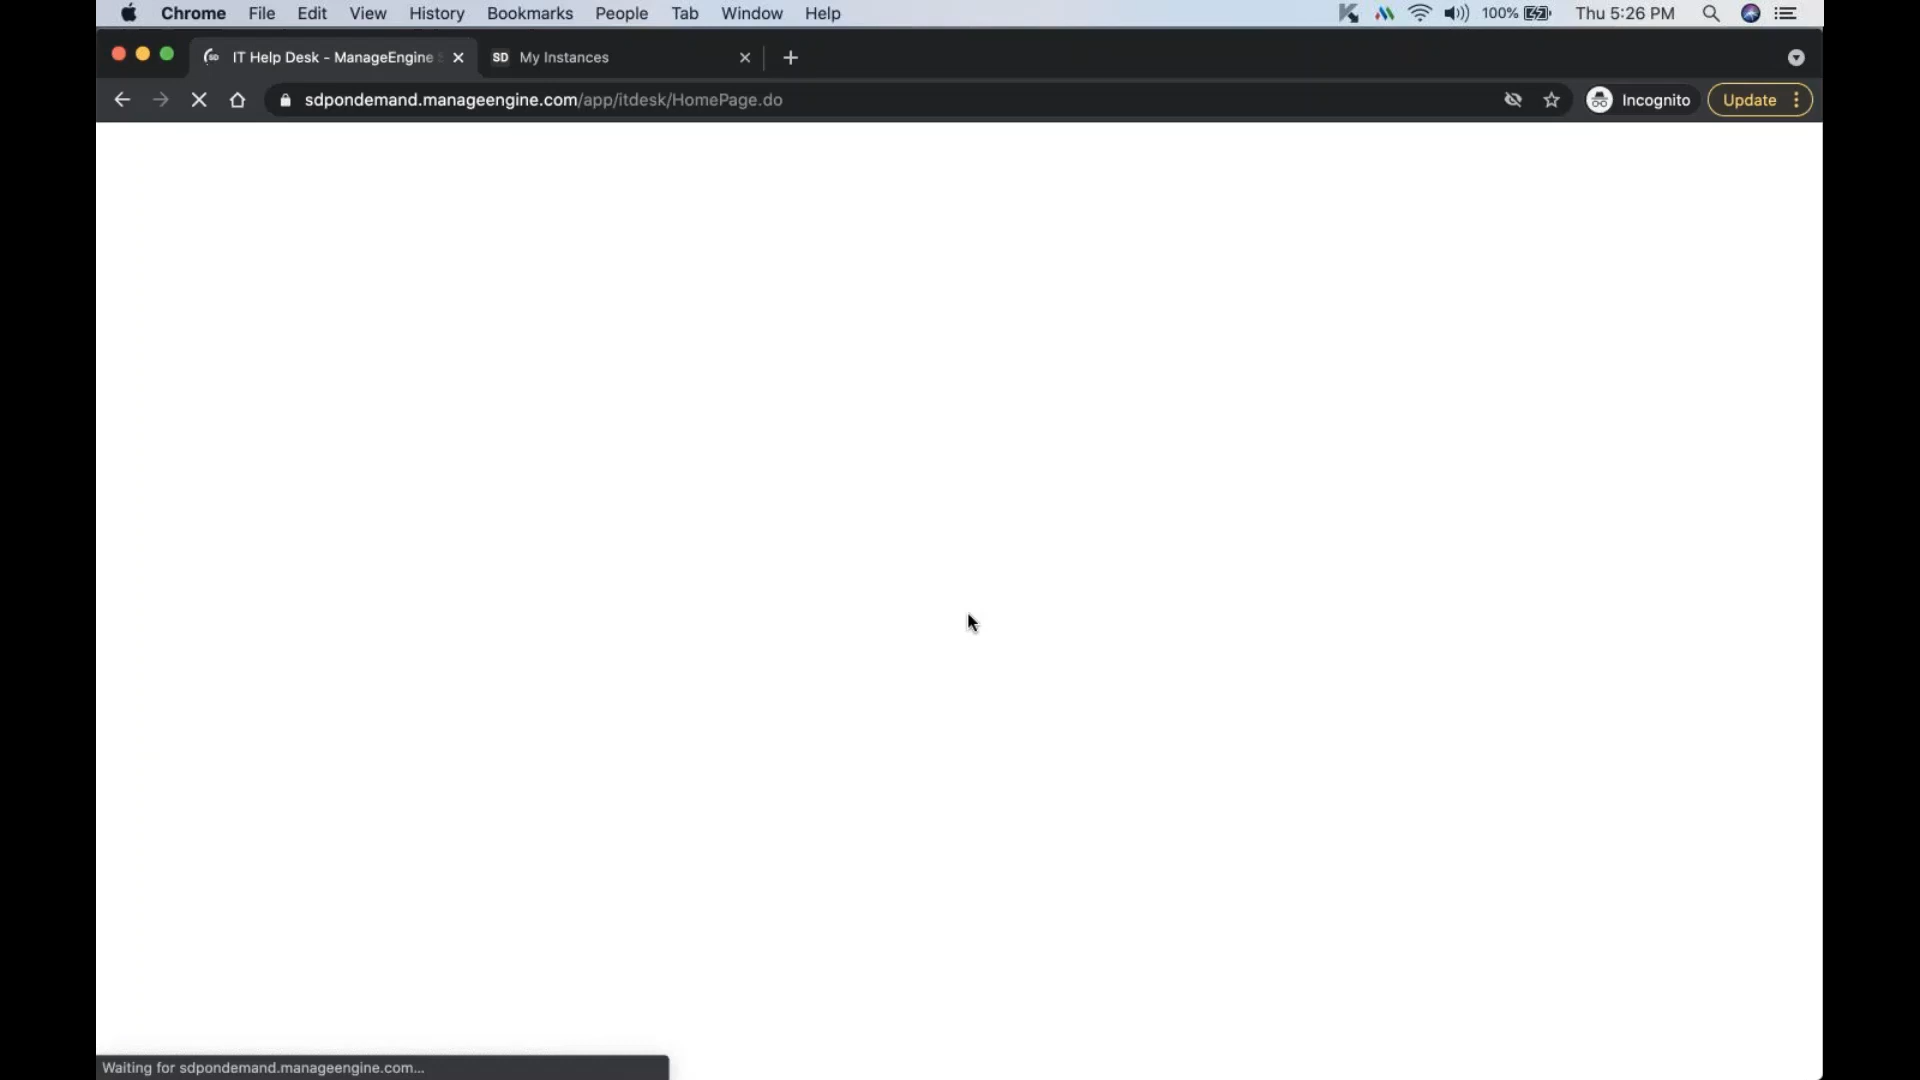 Chrome File Edit View History Bookmarks People Tab Window Help 100% Thu 5:26 PM
SD IT Help Desk - ManageEngine SD My Instances
sdpondemand.manageengine.com/app/itdesk/HomePage.do Incognito Update
Waiting for sdpondemand.manageengine.com...